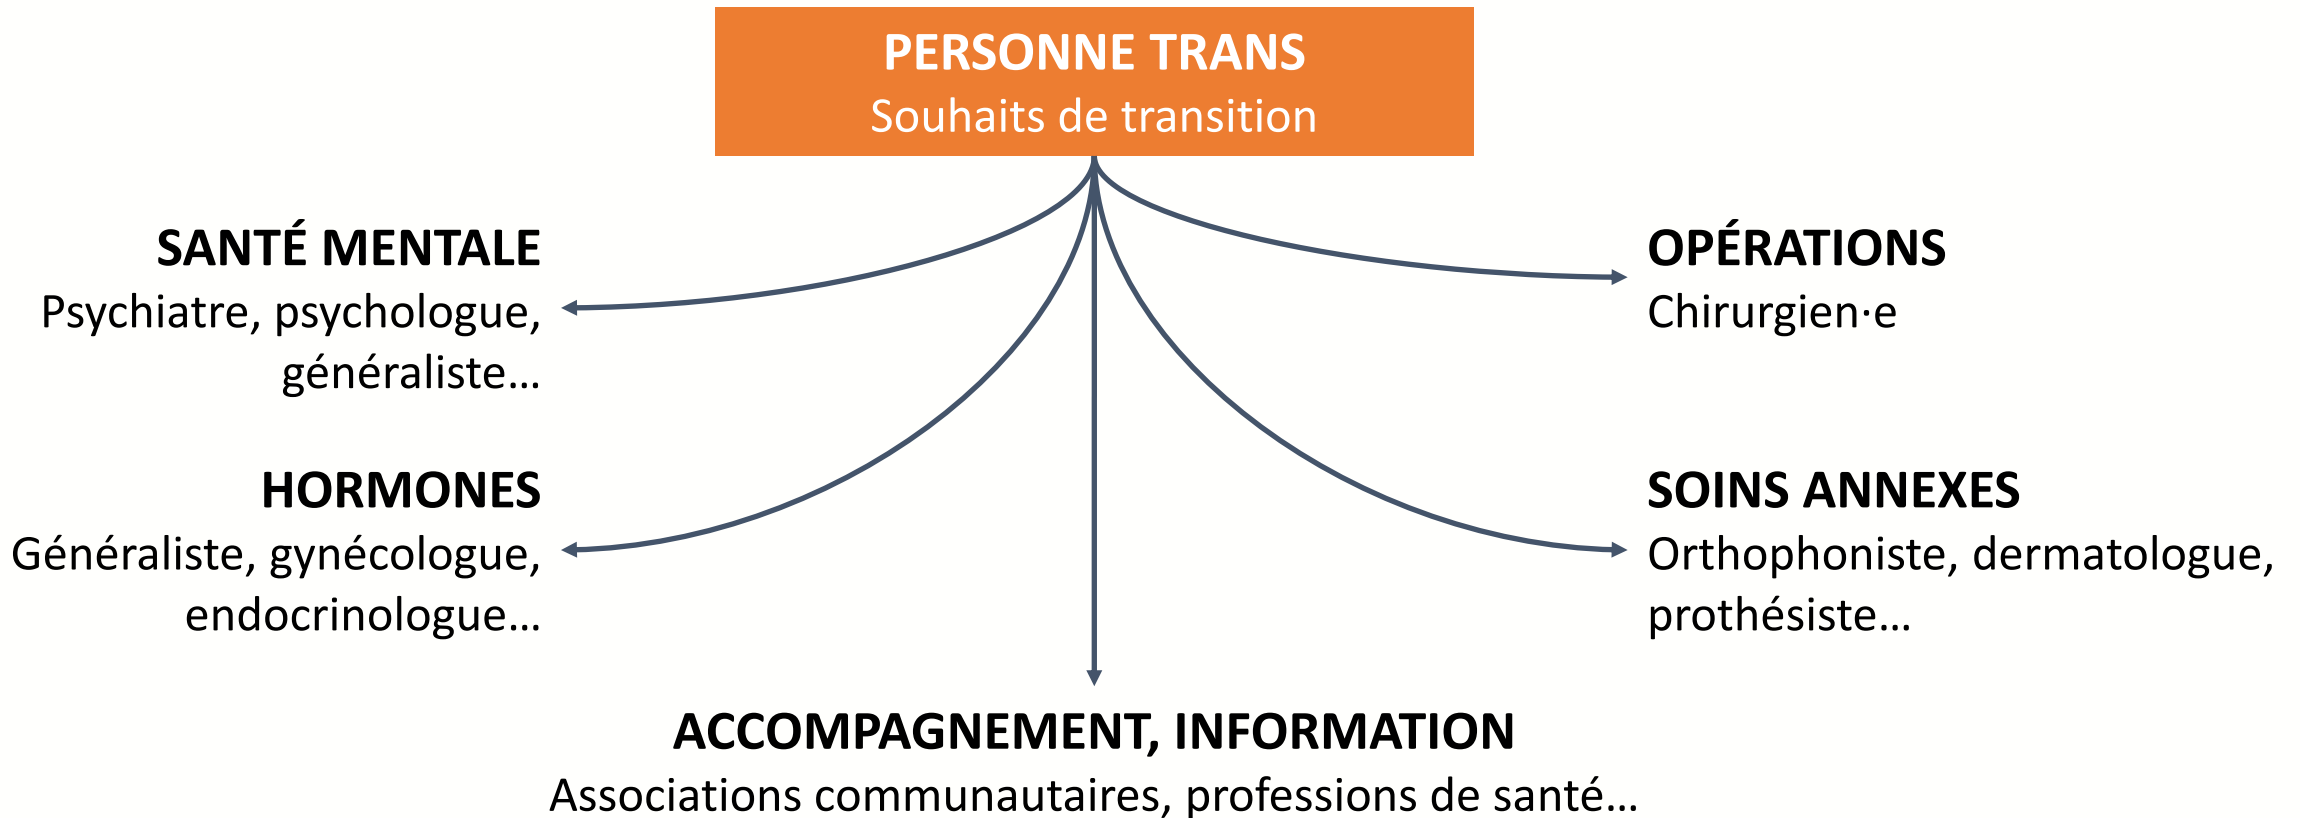 PERSONNE TRANS
Souhaits de transition
SANTÉ MENTALE
Psychiatre, psychologue,
généraliste…
HORMONES
Généraliste, gynécologue,
endocrinologue…
ACCOMPAGNEMENT, INFORMATION
Associations communautaires, professions de santé…
OPÉRATIONS
Chirurgien·e
SOINS ANNEXES
Orthophoniste, dermatologue,
prothésiste…